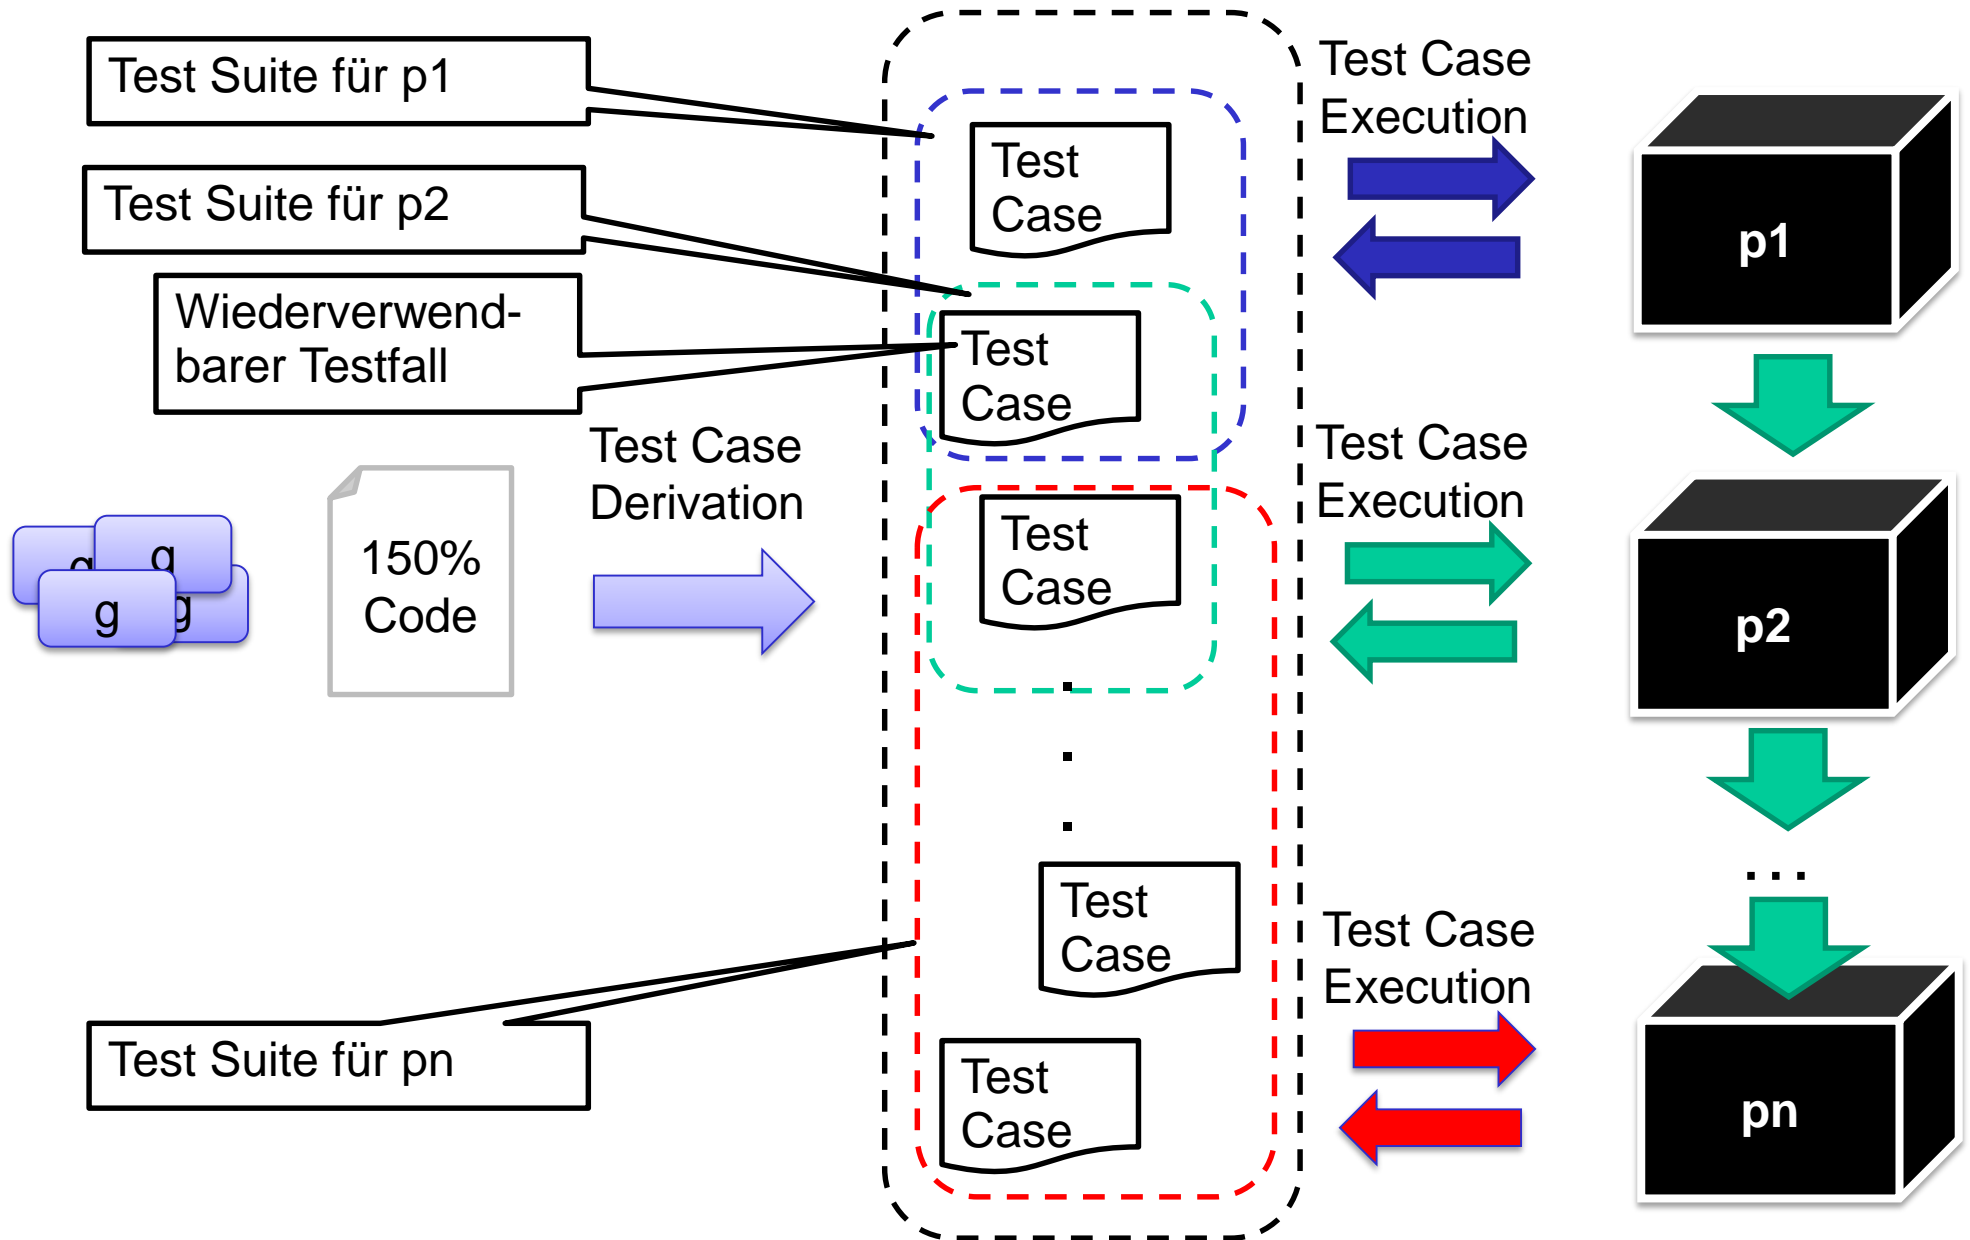 Test Suite für p1
Test Suite für p2
Wiederverwend-
barer Testfall
Test Case
Derivation
g
g
g
g
150%
Code
Test Suite für pn
Test
Case
Test
Case
Test
Case
.
.
.
Test
Case
Test
Case
Test Case
Execution
p1
Test Case
Execution
p2
...
Test Case
Execution
pn